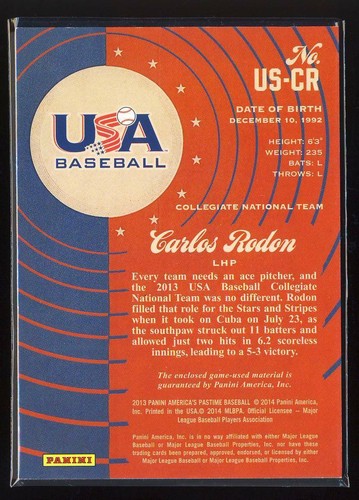 No.
US-CR
DATE OF BIRTH
DECEMBER 10, 1992
HEIGHT: 6'3"
WEIGHT: 235
BATS: L
THROWS: L
USA
BASEBALL
COLLEGIATE NATIONAL TEAM
Carlos Rodon
LHP
Every team needs an ace pitcher, and
the 2013 USA Baseball Collegiate
National Team was no different. Rodon
filled that role for the Stars and Stripes
when it took on Cuba on July 23, as
the southpaw struck out 11 batters and
allowed just two hits in 6.2 scoreless
innings, leading to a 5-3 victory.
The enclosed game-used material is
guaranteed by Panini America, Inc.
2013 PANINI AMERICA'S PASTIME BASEBALL © 2014 Panini America,
Inc. Printed in the USA.© 2014 MLBPA. Official Licensee – Major
League Baseball Players Association
Panini America, Inc. is in no way affiliated with either Major League
Baseball or Major League Baseball Properties, Inc. nor have these
trading cards been prepared, approved, endorsed, or licensed by either
Major League Baseball or Major League Baseball Properties, Inc.
PANINI